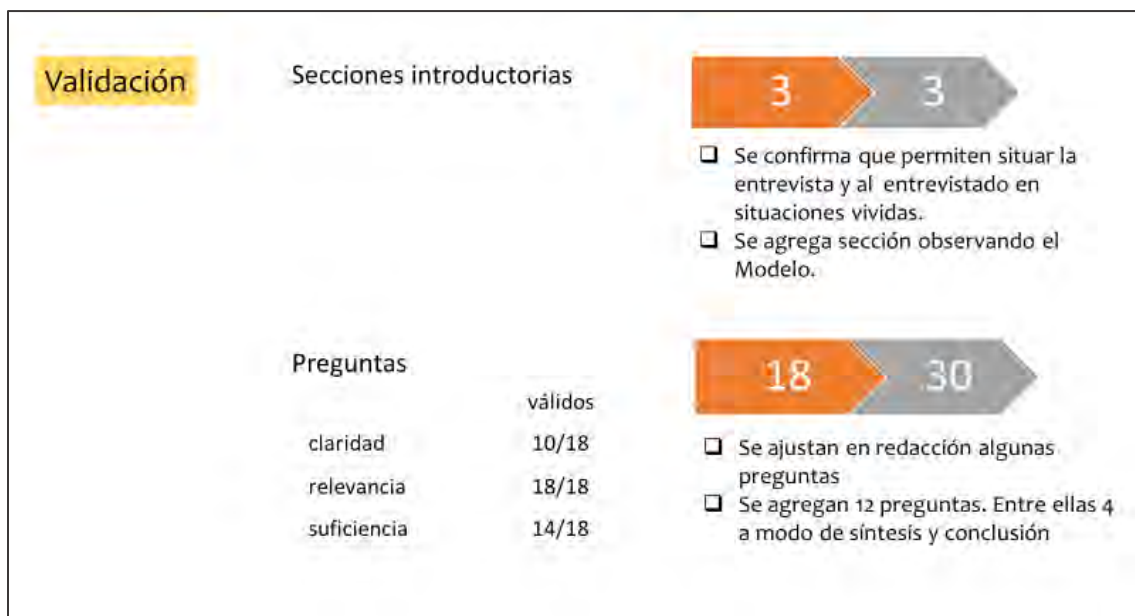 Validación
Secciones introductorias
3 3
Se confirma que permiten situar la
entrevista y al entrevistado en
situaciones vividas.
Se agrega sección observando el
Modelo.
Preguntas
18 30
válidos
claridad 10/18
relevancia 18/18
suficiencia 14/18
Se ajustan en redacción algunas
preguntas
Se agregan 12 preguntas. Entre ellas 4
a modo de síntesis y conclusión